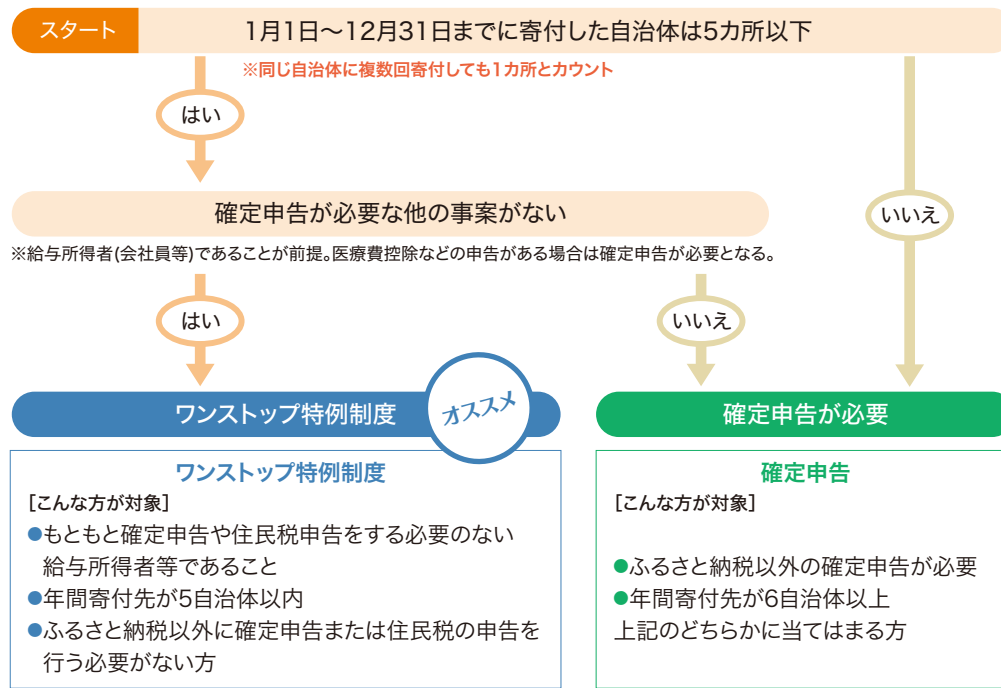 スタート
1月1日〜12月31日までに寄付した自治体は5カ所以下
※同じ自治体に複数回寄付しても1カ所とカウント
はい
確定申告が必要な他の事案がない
いいえ
※給与所得者(会社員等)であることが前提。医療費控除などの申告がある場合は確定申告が必要となる。
はい
いいえ
ワンストップ特例制度
オススメ
確定申告が必要
ワンストップ特例制度
[こんな方が対象]
●もともと確定申告や住民税申告をする必要のない
給与所得者等であること
●年間寄付先が5自治体以内
●ふるさと納税以外に確定申告または住民税の申告を
行う必要がない方
確定申告
[こんな方が対象]
●ふるさと納税以外の確定申告が必要
●年間寄付先が6自治体以上
上記のどちらかに当てはまる方